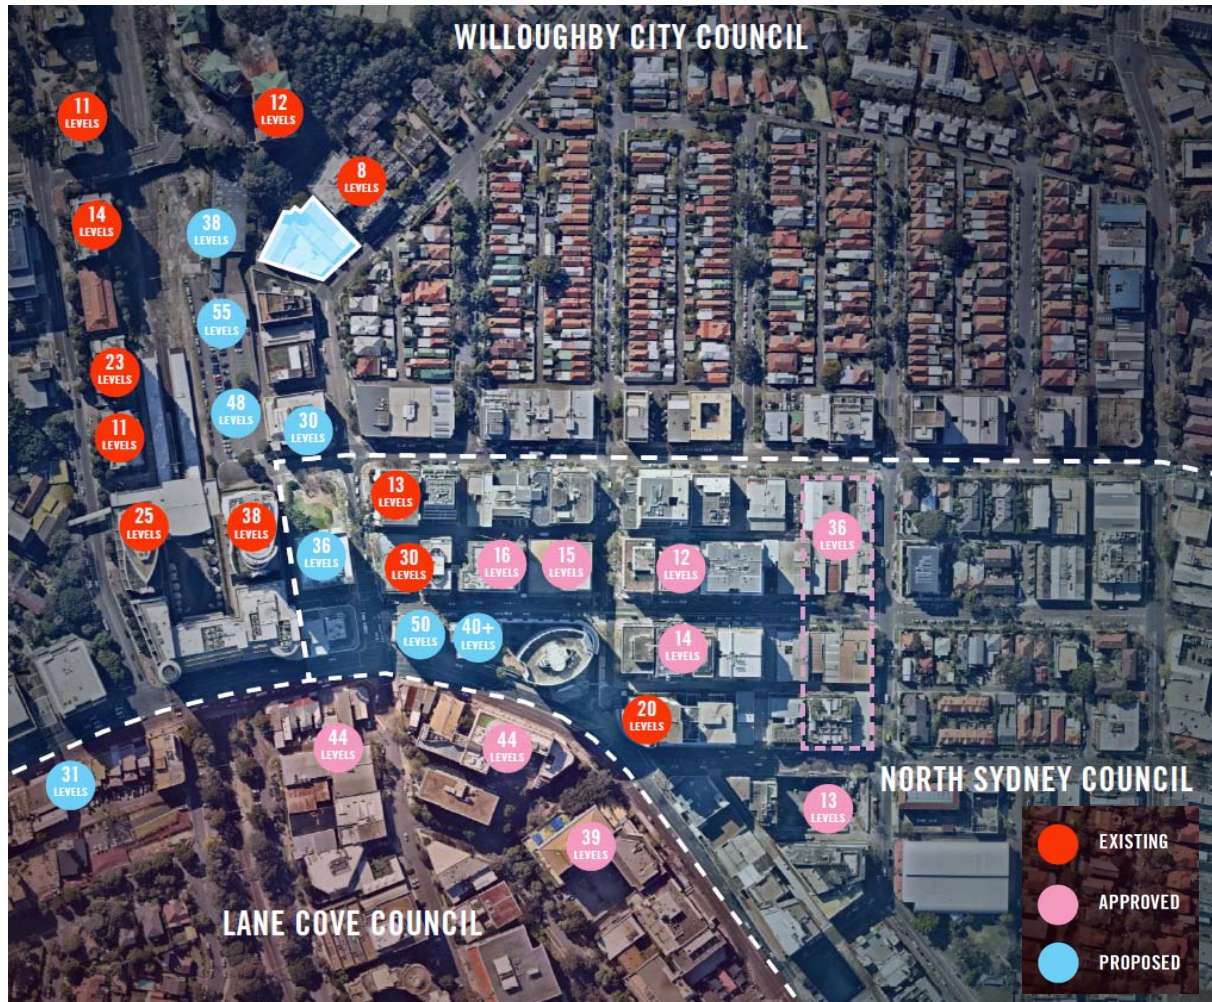 WILLOUGHBY CITY COUNCIL
11
LEVELS
12
LEVELS
8
LEVELS
14
LEVELS
38
LEVELS
55
LEVELS
23
LEVELS
48
LEVELS
11
LEVELS
30
LEVELS
13
LEVELS
25
LEVELS
38
LEVELS
36
LEVELS
36
LEVELS
30
LEVELS
16
LEVELS
15
LEVELS
12
LEVELS
50
LEVELS
40+
LEVELS
14
LEVELS
20
LEVELS
44
LEVELS
44
LEVELS
31
LEVELS
NORTH SYDNEY COUNCIL
13
LEVELS
39
LEVELS
LANE COVE COUNCIL
EXISTING
APPROVED
PROPOSED